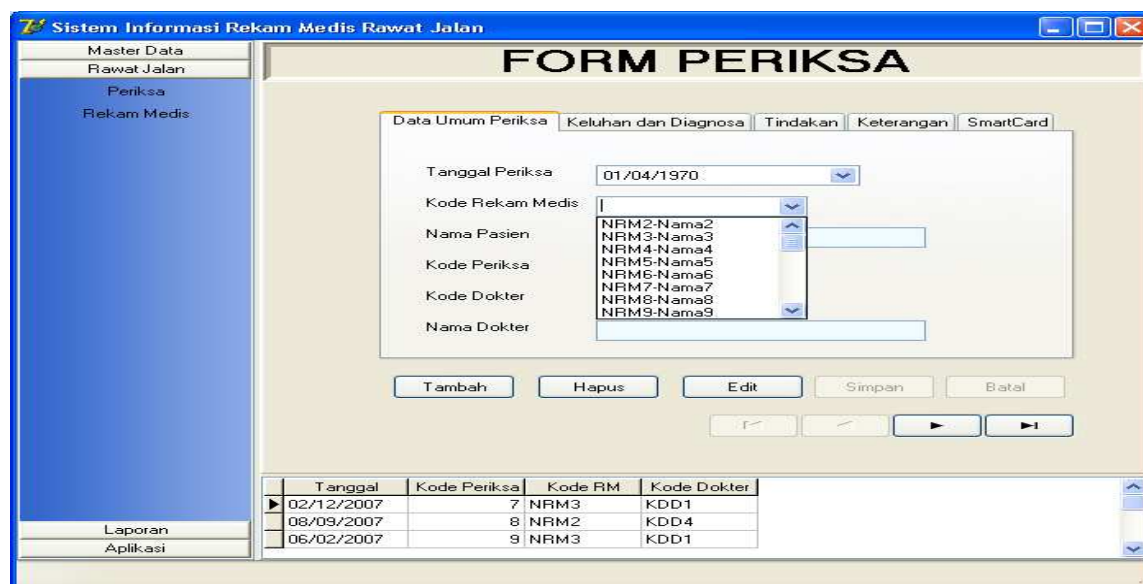 Sistem Informasi Rekam Medis Rawat Jalan
Master Data
Rawat Jalan
Periksa
Rekam Medis
Laporan
Aplikasi
FORM PERIKSA
Data Umum Periksa Keluhan dan Diagnosa Tindakan Keterangan SmartCard
Tanggal Periksa 01/04/1970
Kode Rekam Medis
NRM2-Nama2
NRM3-Nama3
NRM4-Nama4
NRM5-Nama5
NRM6-Nama6
NRM7-Nama7
NRM8-Nama8
NRM9-Nama9
Nama Pasien
Kode Periksa
Kode Dokter
Nama Dokter
Tambah Hapus Edit Simpan Batal
Tanggal Kode Periksa Kode RM Kode Dokter
02/12/2007 7 NRM3 KDD1
08/09/2007 8 NRM2 KDD4
06/02/2007 9 NRM3 KDD1